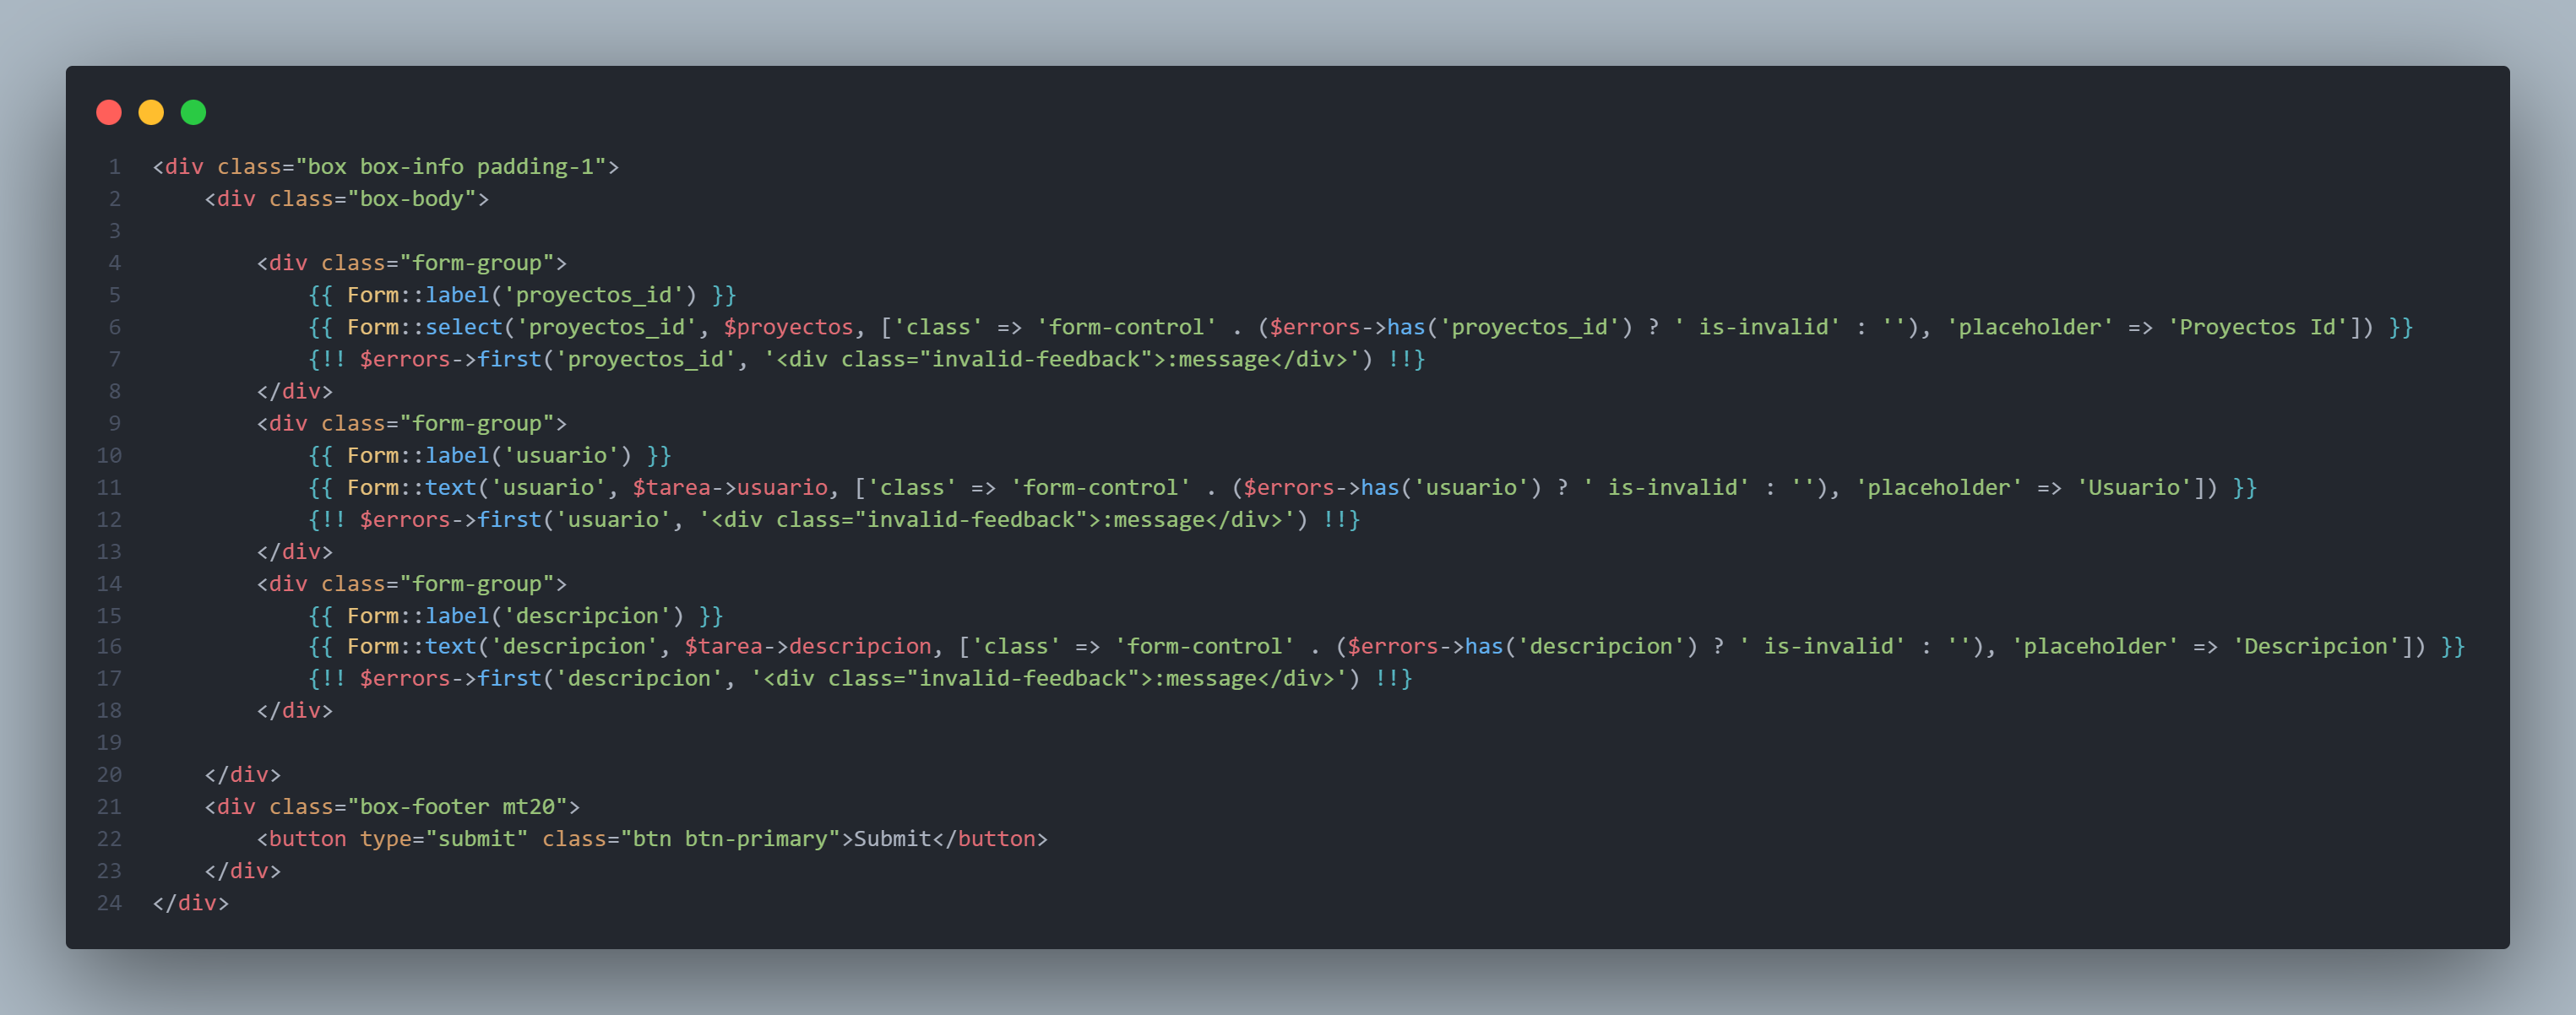 1 <div class="box box-info padding-1">
2     <div class="box-body">
3
4         <div class="form-group">
5             {{ Form::label('proyectos_id') }}
6             {{ Form::select('proyectos_id', $proyectos, ['class' => 'form-control' . ($errors->has('proyectos_id') ? ' is-invalid' : ''), 'placeholder' => 'Proyectos Id']) }}
7             {!! $errors->first('proyectos_id', '<div class="invalid-feedback">:message</div>') !!}
8         </div>
9         <div class="form-group">
10             {{ Form::label('usuario') }}
11             {{ Form::text('usuario', $tarea->usuario, ['class' => 'form-control' . ($errors->has('usuario') ? ' is-invalid' : ''), 'placeholder' => 'Usuario']) }}
12             {!! $errors->first('usuario', '<div class="invalid-feedback">:message</div>') !!}
13         </div>
14         <div class="form-group">
15             {{ Form::label('descripcion') }}
16             {{ Form::text('descripcion', $tarea->descripcion, ['class' => 'form-control' . ($errors->has('descripcion') ? ' is-invalid' : ''), 'placeholder' => 'Descripcion']) }}
17             {!! $errors->first('descripcion', '<div class="invalid-feedback">:message</div>') !!}
18         </div>
19
20     </div>
21     <div class="box-footer mt20">
22         <button type="submit" class="btn btn-primary">Submit</button>
23     </div>
24 </div>